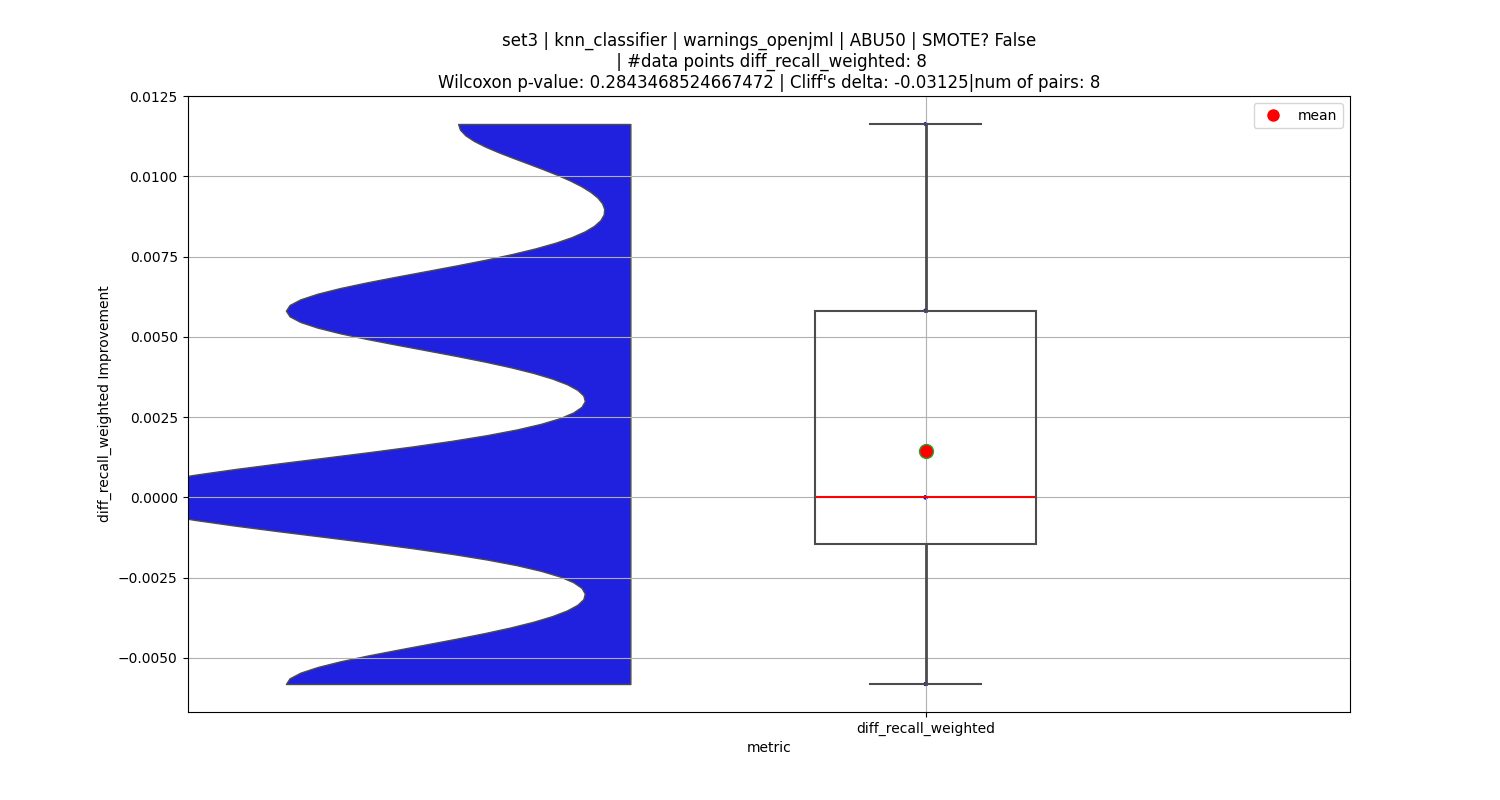 set3 | knn_classifier | warnings_openjml | ABU50 | SMOTE? False
| #data points diff_recall_weighted: 8
Wilcoxon p-value: 0.2843468524667472 | Cliff's delta: -0.03125|num of pairs: 8
mean
0.0125
0.0100
0.0075
0.0050
0.0025
0.0000
−0.0025
−0.0050
diff_recall_weighted Improvement
diff_recall_weighted
metric